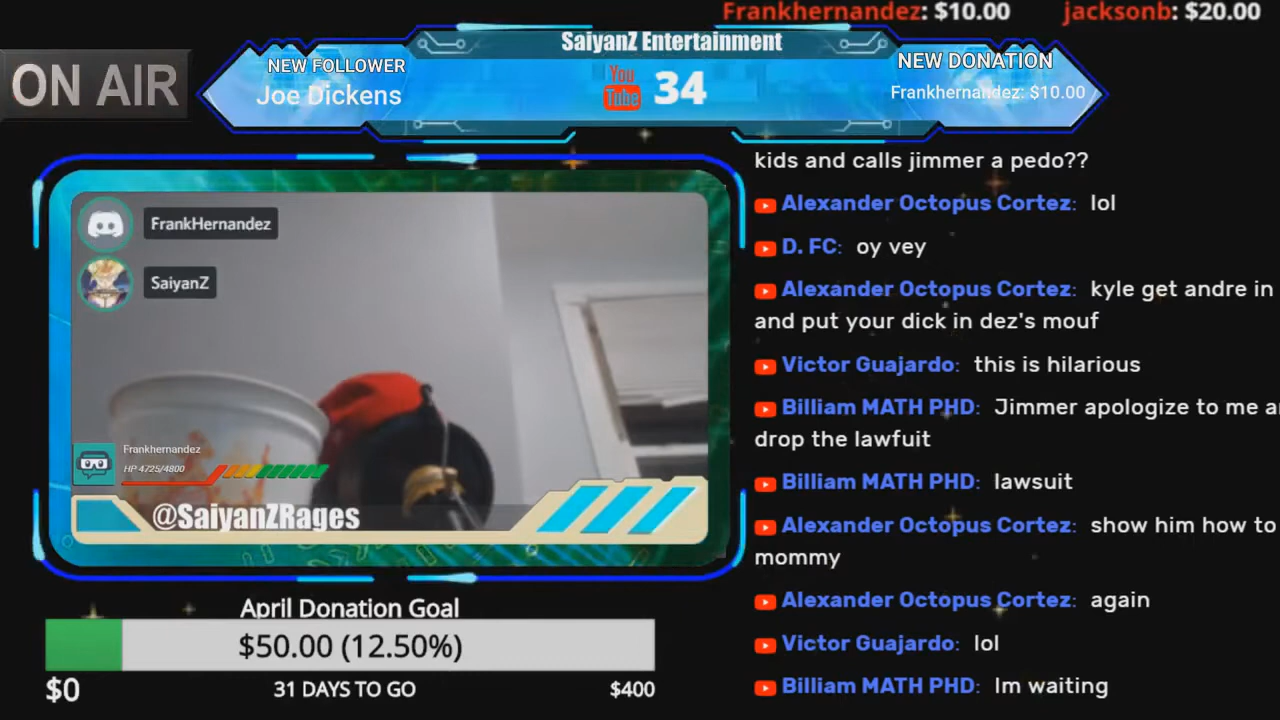 Frankhernandez: $10.00 jacksonb: $20.00
ON AIR
NEW FOLLOWER
Joe Dickens
SaiyanZ Entertainment
You
Tube
34
NEW DONATION
Frankhernandez: $10.00
FrankHernandez
SaiyanZ
Frankhernandez
HP 4725/4800
@SaiyanZRages
April Donation Goal
$50.00 (12.50%)
$0 31 DAYS TO GO $400
kids and calls jimmer a pedo??
Alexander Octopus Cortez: lol
D. FC: oy vey
Alexander Octopus Cortez: kyle get andre in
and put your dick in dez's mouf
Victor Guajardo: this is hilarious
Billiam MATH PHD: Jimmer apologize to me
drop the lawfuit
Billiam MATH PHD: lawsuit
Alexander Octopus Cortez: show him how to
mommy
Alexander Octopus Cortez: again
Victor Guajardo: lol
Billiam MATH PHD: Im waiting